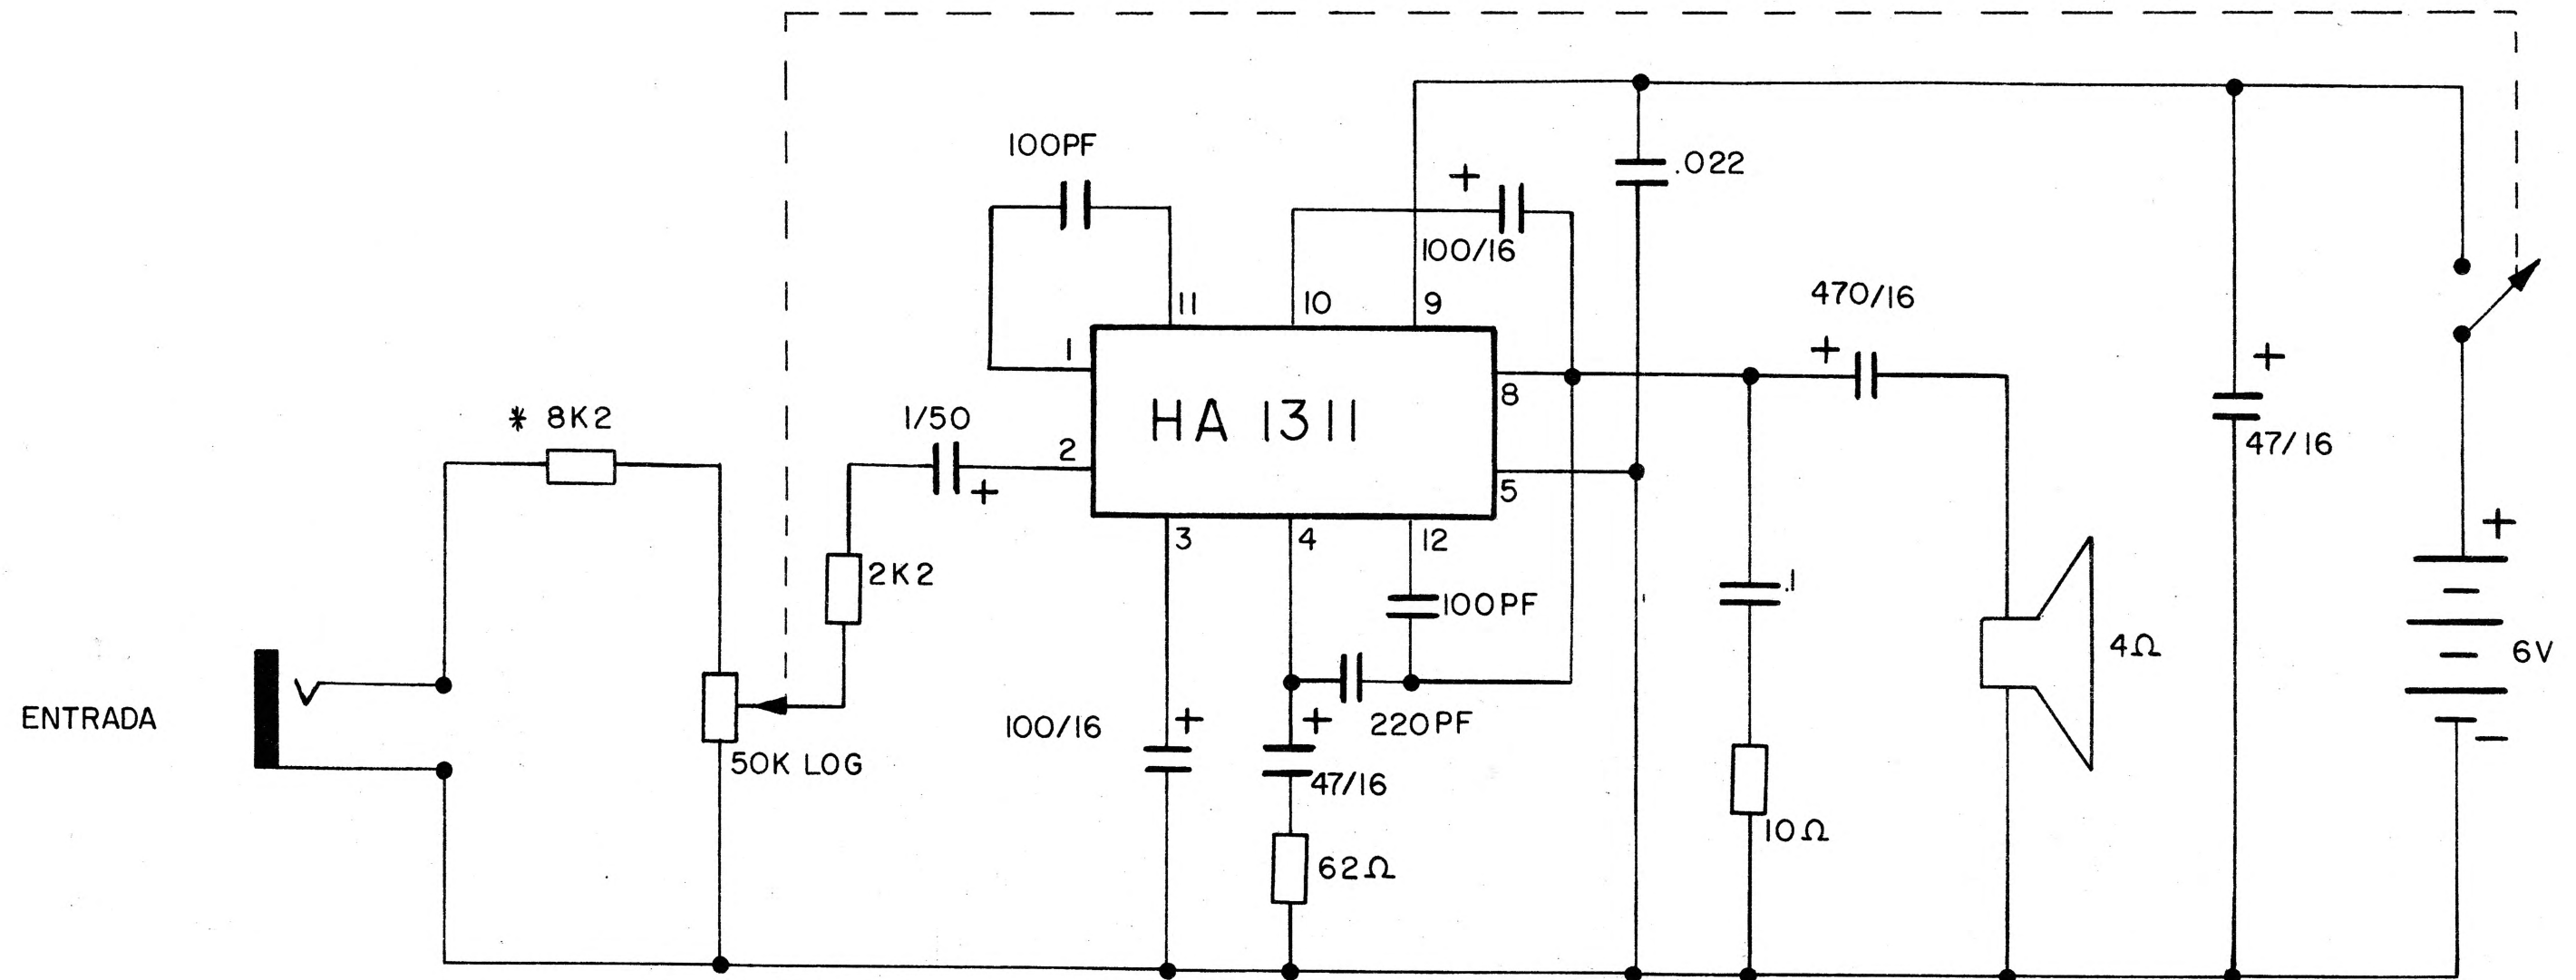 100PF
.022
+
100/16
11
10
9
470/16
+
1
8
+
47/16
* 8K2
1/50
+
2
HA 1311
5
3
4
12
+
2K2
100PF
.1
4Ω
6V
ENTRADA
50K LOG
100/16
+
+
220PF
47/16
62Ω
10Ω
−